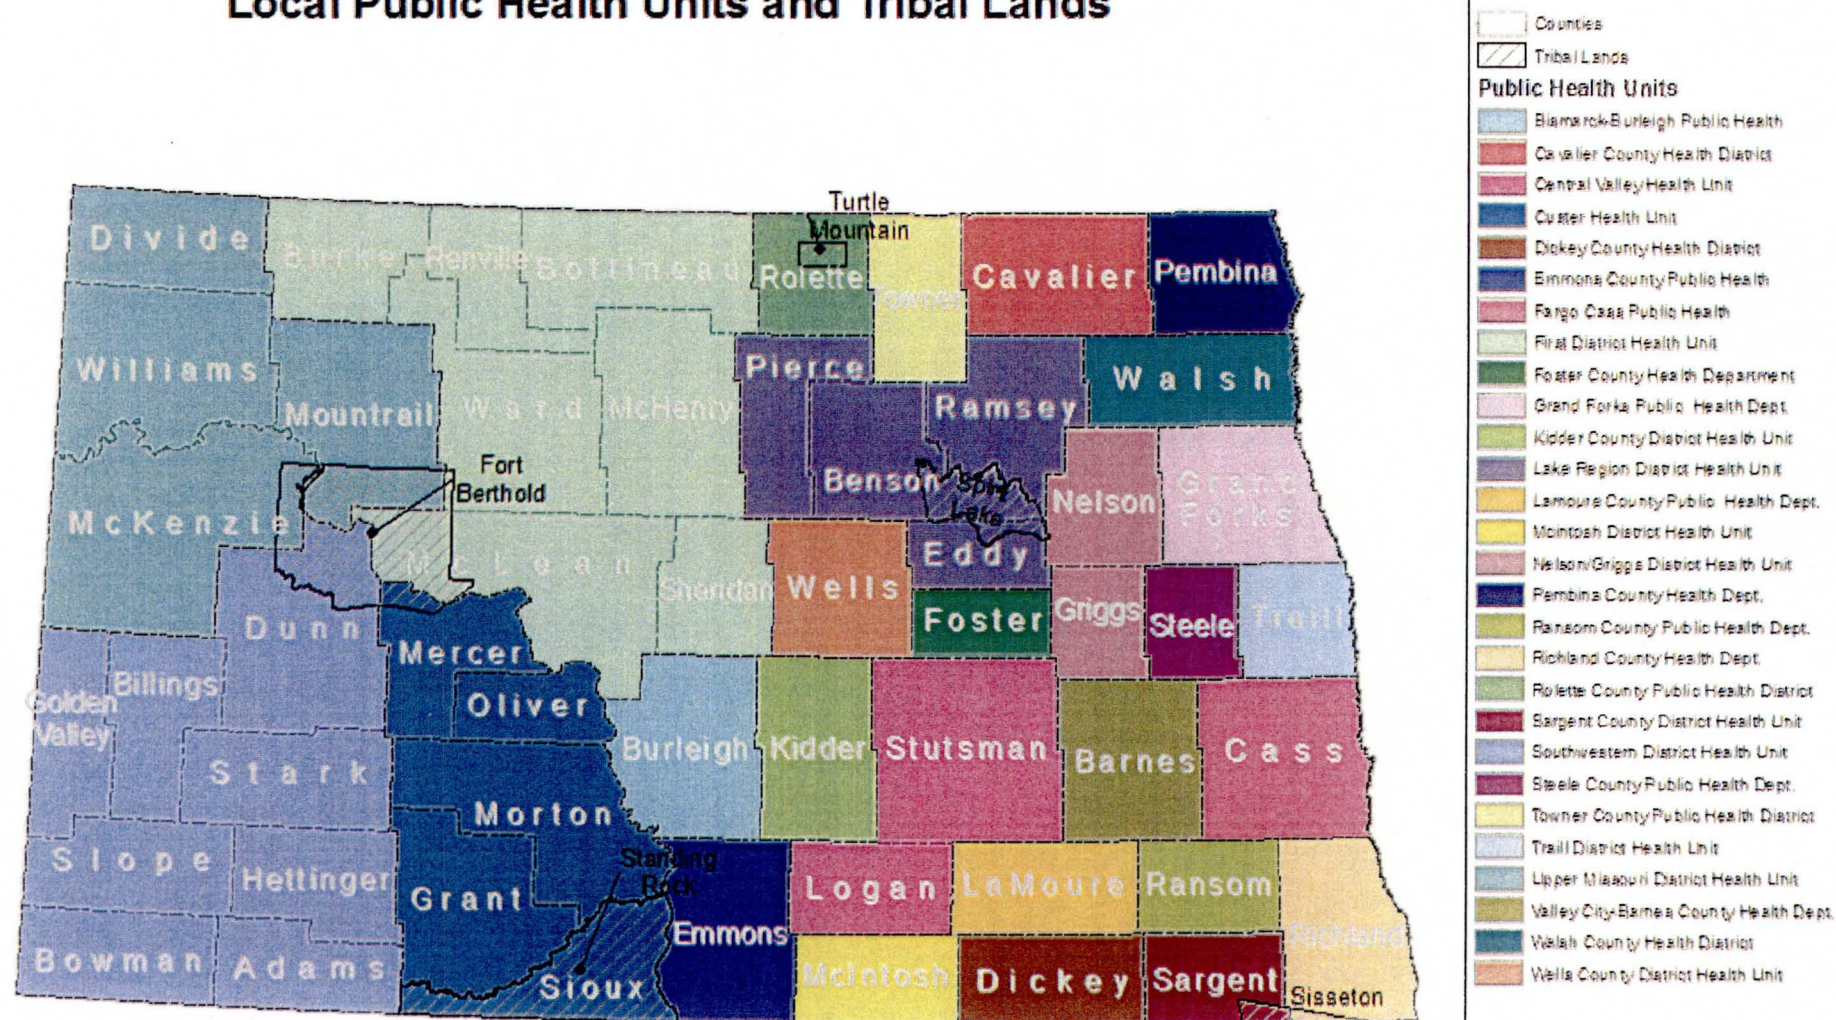 Local Public Health Units and Tribal Lands
Counties
Tribal Lands
Public Health Units
Bismarck-Burleigh Public Health
Cavalier County Health District
Central Valley Health Unit
Custer Health Unit
Dickey County Health District
Emmons County Public Health
Fargo Cass Public Health
First District Health Unit
Foster County Health Department
Grand Forks Public Health Dept.
Kidder County District Health Unit
Lake Region District Health Unit
Lamoure County Public Health Dept.
McIntosh District Health Unit
Nelson/Griggs District Health Unit
Pembina County Health Dept.
Ransom County Public Health Dept.
Richland County Health Dept.
Rolette County Public Health District
Sargent County District Health Unit
Southwestern District Health Unit
Steele County Public Health Dept.
Towner County Public Health District
Traill District Health Unit
Upper Missouri District Health Unit
Valley City-Barnes County Health Dept.
Walsh County Health District
Wells County District Health Unit
Turtle
Mountain
Divide
Burke
Renville
Bottineau
Rolette
Towner
Cavalier
Pembina
Williams
Mountrail
Ward
McHenry
Pierce
Ramsey
Walsh
Fort
Berthold
Benson
Spirit
Lake
Nelson
Grand
Forks
McKenzie
McLean
Sheridan
Wells
Eddy
Foster
Griggs
Steele
Traill
Dunn
Mercer
Golden
Valley
Billings
Oliver
Stark
Burleigh
Kidder
Stutsman
Barnes
Cass
Morton
Slope
Hettinger
Grant
Standing
Rock
Emmons
Logan
LaMoure
Ransom
Richland
Bowman
Adams
Sioux
McIntosh
Dickey
Sargent
Sisseton